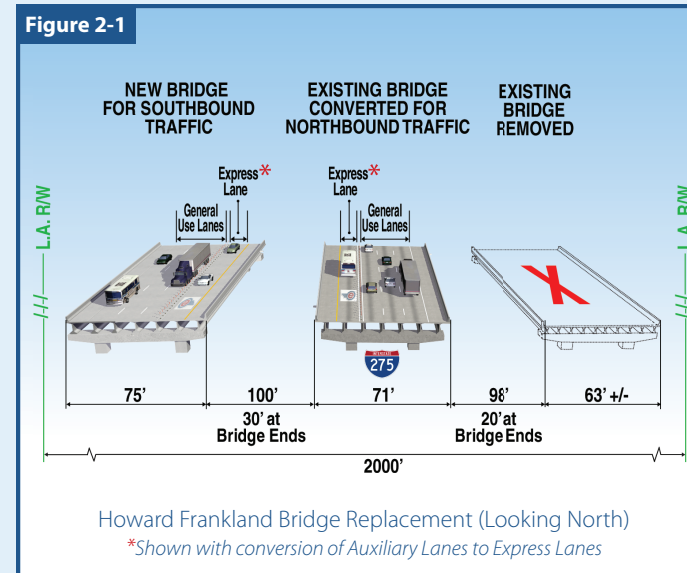 Figure 2-1
NEW BRIDGE
FOR SOUTHBOUND
TRAFFIC
EXISTING BRIDGE
CONVERTED FOR
NORTHBOUND TRAFFIC
EXISTING
BRIDGE
REMOVED
Express*
Lane
General
Use Lanes
Express*
Lane
General
Use Lanes
L.A. R/W
L.A. R/W
275
75' 100' 71' 98' 63' +/-
30' at
Bridge Ends
20' at
Bridge Ends
2000'
Howard Frankland Bridge Replacement (Looking North)
*Shown with conversion of Auxiliary Lanes to Express Lanes